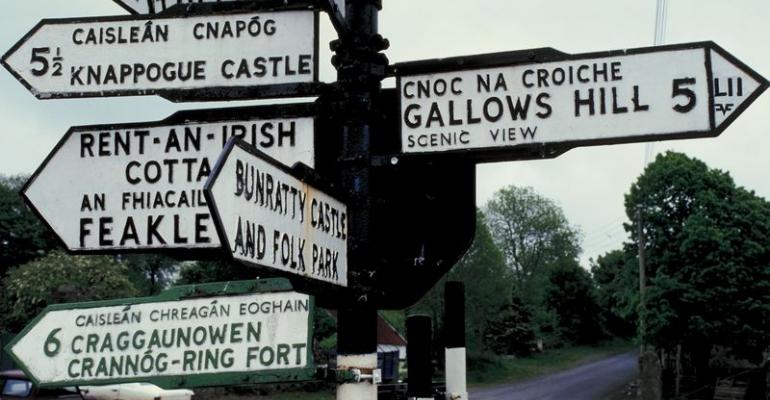 CAISLEÁN CNAPÓG
5½ KNAPPOGUE CASTLE
CNOC NA CROICHE
GALLOWS HILL 5
SCENIC VIEW
RENT-AN-IRISH
AN FHIACAIL
FEAKLE
BUNRATTY CASTLE
AND FOLK PARK
CAISLEÁN CHREAGÁN EOGHAIN
6 CRAGGAUNOWEN
CRANNÓG-RING FORT